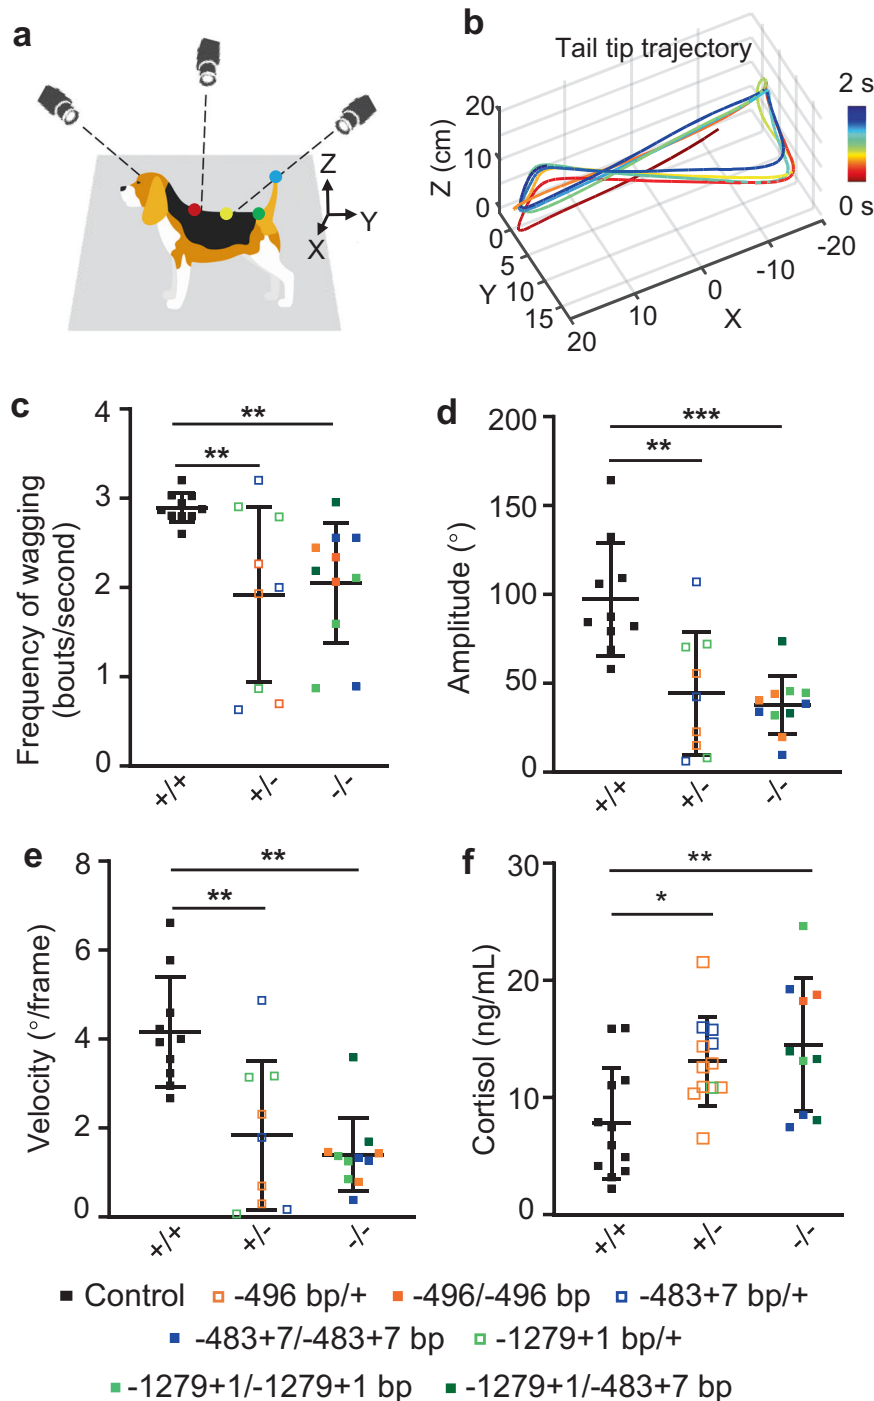 a
Z
Y
X
b
Tail tip trajectory
2 s
0 s
Z (cm)
20
10
0
0
5
10
15
Y
20
10
0
-10
-20
X
c
**
**
Frequency of wagging
(bouts/second)
4
3
2
1
0
+/+
+/-
-/-
d
***
**
Amplitude (°)
200
150
100
50
0
+/+
+/-
-/-
e
**
**
Velocity (°/frame)
8
6
4
2
0
+/+
+/-
-/-
f
**
*
Cortisol (ng/mL)
30
20
10
0
+/+
+/-
-/-
Control -496 bp/+ -496/-496 bp -483+7 bp/+
-483+7/-483+7 bp -1279+1 bp/+
-1279+1/-1279+1 bp -1279+1/-483+7 bp